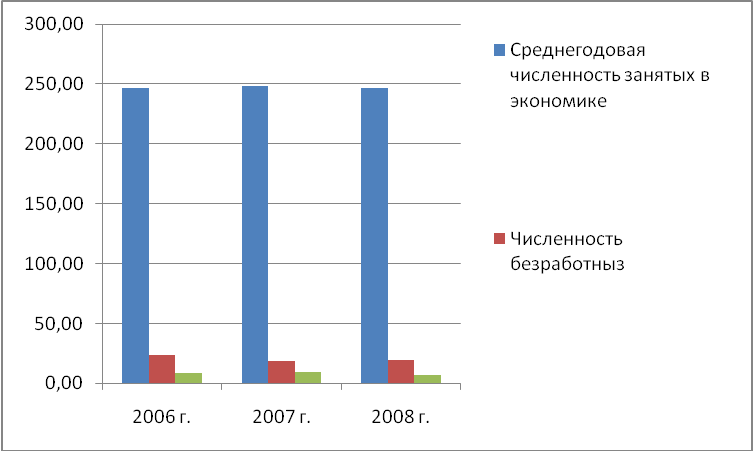 300,00
250,00
200,00
150,00
100,00
50,00
0,00
2006 г.
2007 г.
2008 г.
Среднегодовая
численность занятых в
экономике
Численность
безработныз